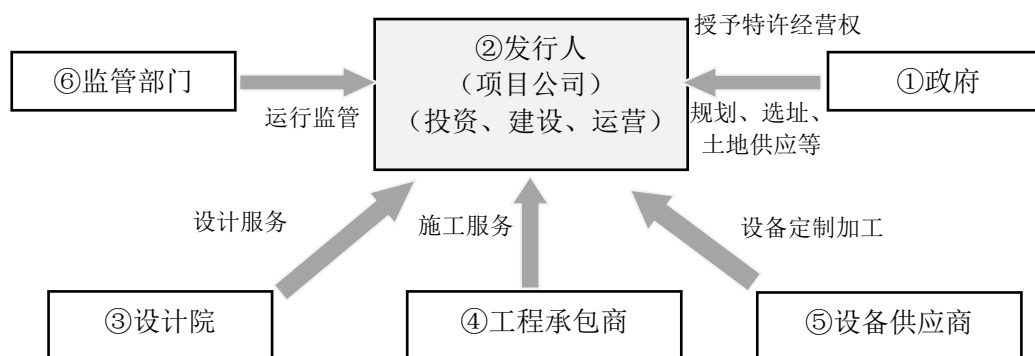 授予特许经营权
②发行人
（项目公司）
（投资、建设、运营）
⑥监管部门
①政府
运行监管
规划、选址、
土地供应等
设计服务
施工服务
设备定制加工
③设计院
④工程承包商
⑤设备供应商